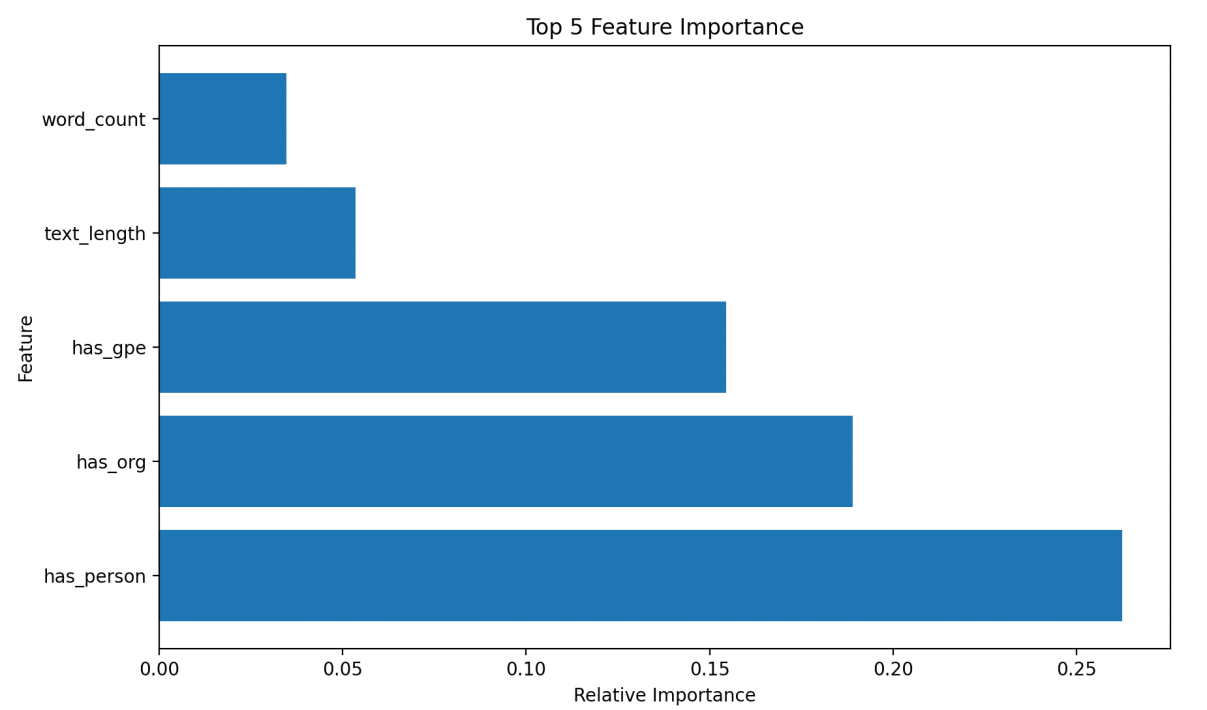 Top 5 Feature Importance
word_count
text_length
has_gpe
has_org
has_person
Feature
0.00 0.05 0.10 0.15 0.20 0.25
Relative Importance